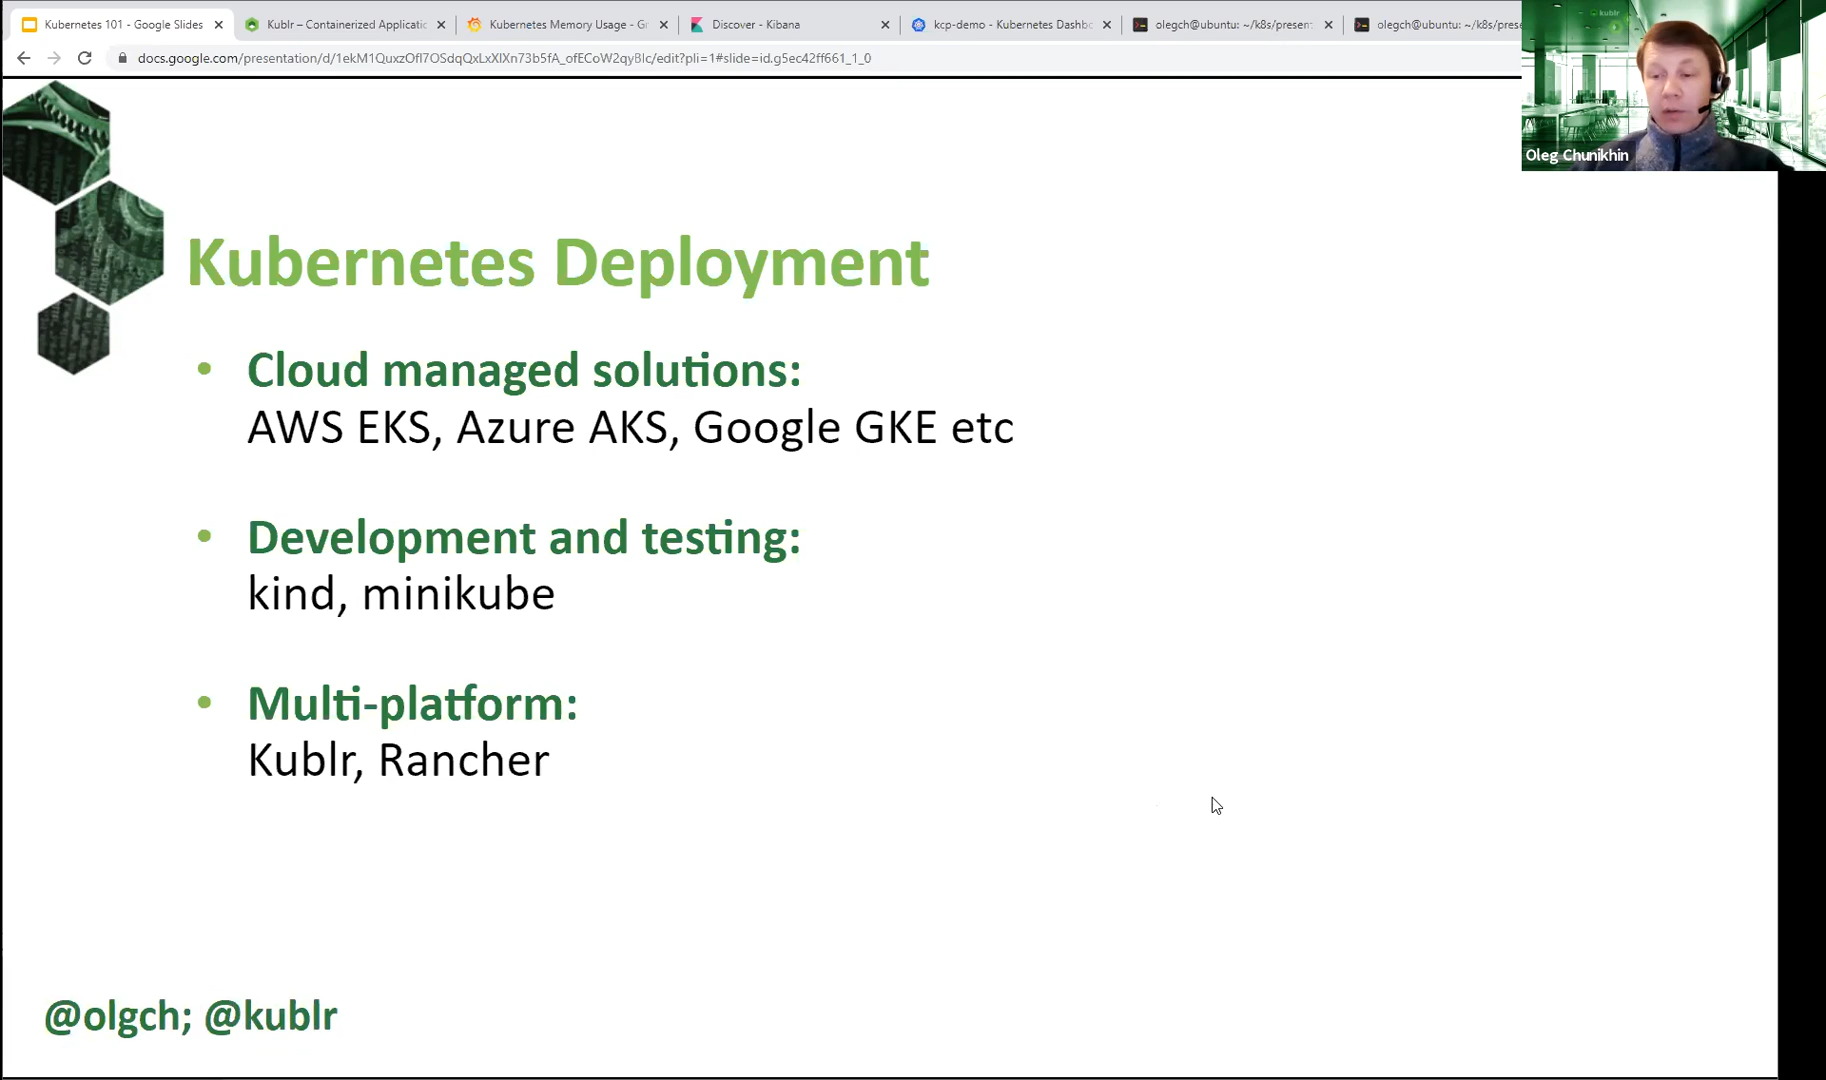 Kubernetes 101 - Google Slides
Kublr – Containerized Applicatic
Kubernetes Memory Usage - Gr
Discover - Kibana
kcp-demo - Kubernetes Dashbo
olegch@ubuntu: ~/k8s/present
olegch@ubuntu: ~/k8s/prese
docs.google.com/presentation/d/1ekM1QuxzOfl7OSdqQxLxXlXn73b5fA_ofECoW2qyBlc/edit?pli=1#slide=id.g5ec42ff661_1_0
kublr
Oleg Chunikhin
Kubernetes Deployment
• Cloud managed solutions:
AWS EKS, Azure AKS, Google GKE etc
• Development and testing:
kind, minikube
• Multi-platform:
Kublr, Rancher
@olgch; @kublr